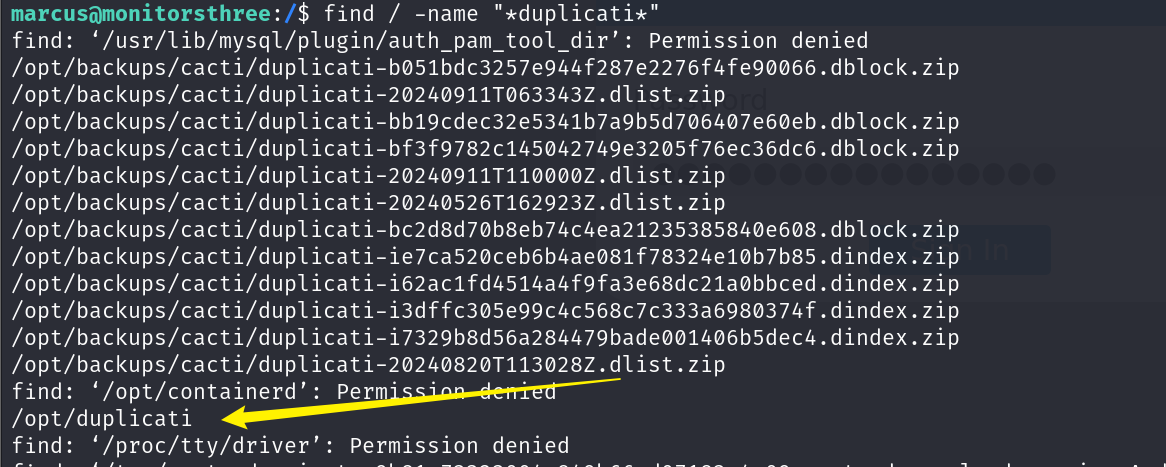 marcus@monitorsthree:/$ find / -name "*duplicati*"
find: ‘/usr/lib/mysql/plugin/auth_pam_tool_dir’: Permission denied
/opt/backups/cacti/duplicati-b051bdc3257e944f287e2276f4fe90066.dblock.zip
/opt/backups/cacti/duplicati-20240911T063343Z.dlist.zip
/opt/backups/cacti/duplicati-bb19cdec32e5341b7a9b5d706407e60eb.dblock.zip
/opt/backups/cacti/duplicati-bf3f9782c145042749e3205f76ec36dc6.dblock.zip
/opt/backups/cacti/duplicati-20240911T110000Z.dlist.zip
/opt/backups/cacti/duplicati-20240526T162923Z.dlist.zip
/opt/backups/cacti/duplicati-bc2d8d70b8eb74c4ea21235385840e608.dblock.zip
/opt/backups/cacti/duplicati-ie7ca520ceb6b4ae081f78324e10b7b85.dindex.zip
/opt/backups/cacti/duplicati-i62ac1fd4514a4f9fa3e68dc21a0bbced.dindex.zip
/opt/backups/cacti/duplicati-i3dffc305e99c4c568c7c333a6980374f.dindex.zip
/opt/backups/cacti/duplicati-i7329b8d56a284479bade001406b5dec4.dindex.zip
/opt/backups/cacti/duplicati-20240820T113028Z.dlist.zip
find: ‘/opt/containerd’: Permission denied
/opt/duplicati
find: ‘/proc/tty/driver’: Permission denied